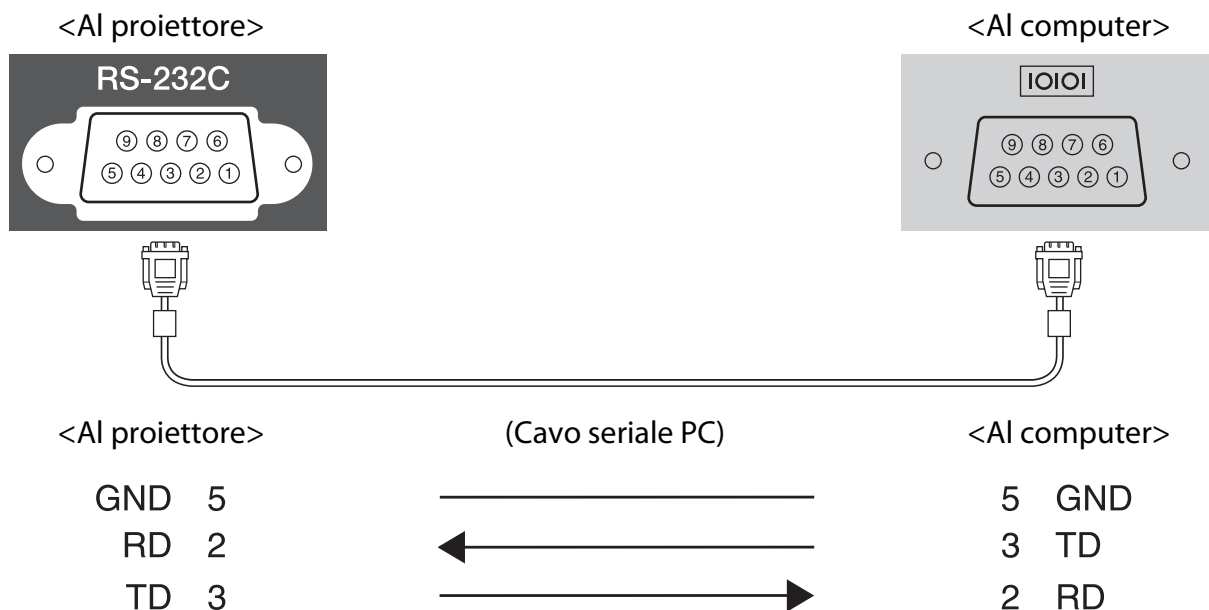 <Al proiettore> <Al computer>
RS-232C IOIOI
9 8 7 6 9 8 7 6
5 4 3 2 1 5 4 3 2 1
<Al proiettore> (Cavo seriale PC) <Al computer>
GND 5 5 GND
RD 2 3 TD
TD 3 2 RD